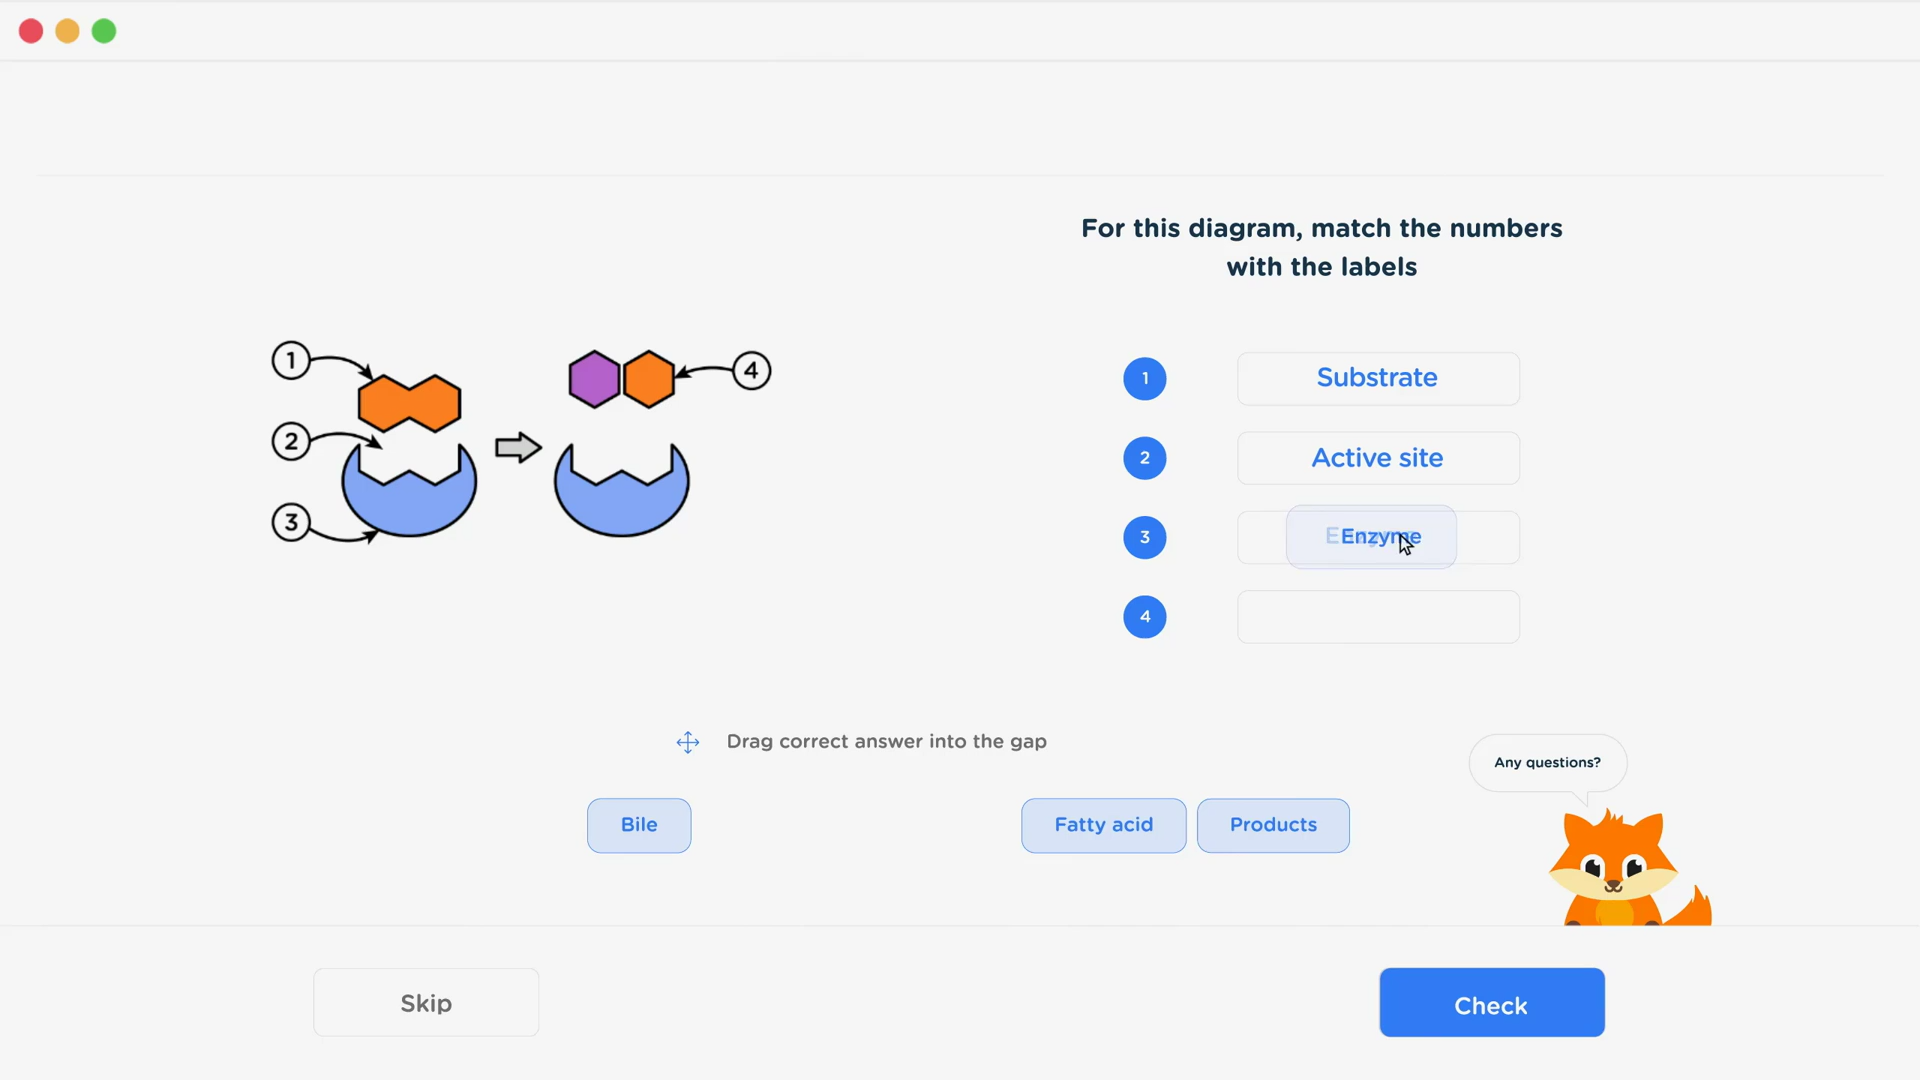 For this diagram, match the numbers
with the labels
1
4
2
3
1
Substrate
2
Active site
3
Enzyme
4
Drag correct answer into the gap
Any questions?
Bile
Fatty acid
Products
Skip
Check